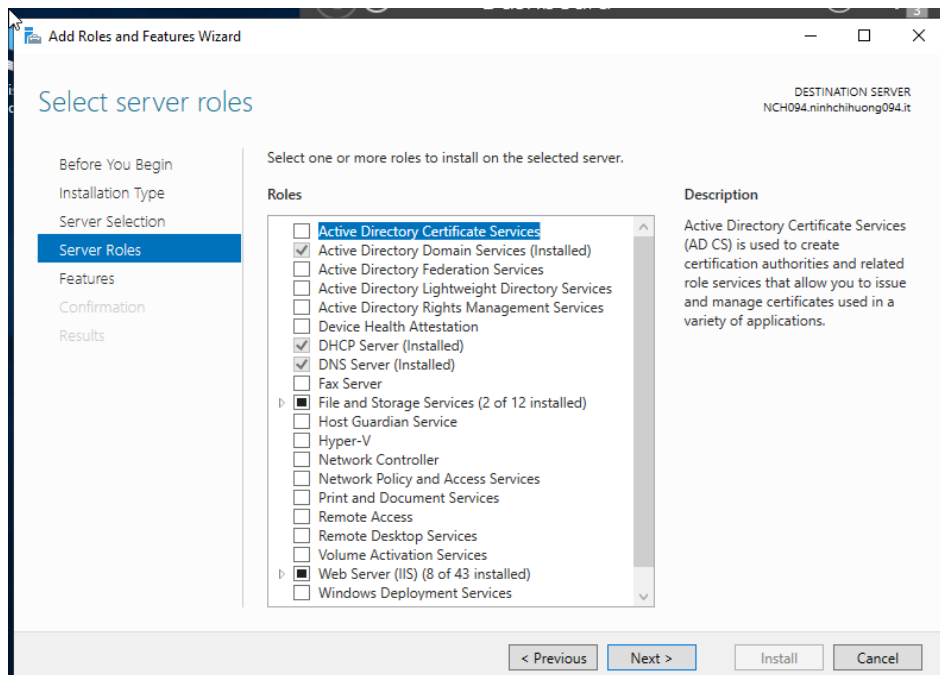 3
Add Roles and Features Wizard
Select server roles
DESTINATION SERVER
NCH094.ninhchihuong094.it
Before You Begin
Installation Type
Server Selection
Server Roles
Features
Confirmation
Results
Select one or more roles to install on the selected server.
Roles
Active Directory Certificate Services
Active Directory Domain Services (Installed)
Active Directory Federation Services
Active Directory Lightweight Directory Services
Active Directory Rights Management Services
Device Health Attestation
DHCP Server (Installed)
DNS Server (Installed)
Fax Server
File and Storage Services (2 of 12 installed)
Host Guardian Service
Hyper-V
Network Controller
Network Policy and Access Services
Print and Document Services
Remote Access
Remote Desktop Services
Volume Activation Services
Web Server (IIS) (8 of 43 installed)
Windows Deployment Services
Description
Active Directory Certificate Services
(AD CS) is used to create
certification authorities and related
role services that allow you to issue
and manage certificates used in a
variety of applications.
< Previous
Next >
Install
Cancel